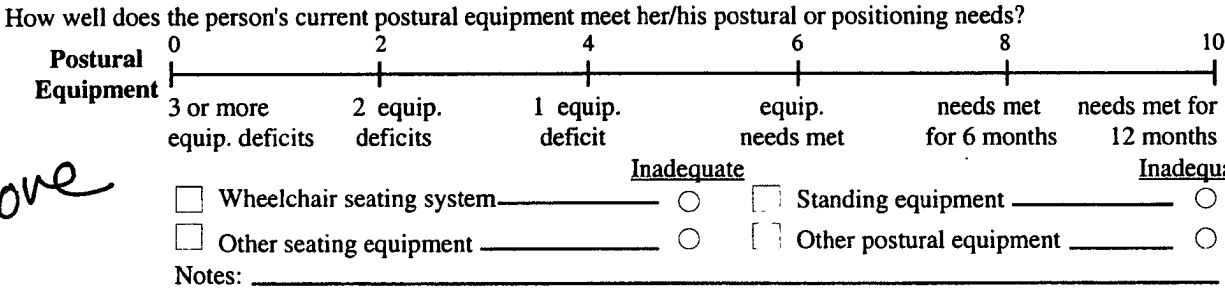 How well does the person's current postural equipment meet her/his postural or positioning needs?
0 2 4 6 8 10
Postural Equipment
3 or more equip. deficits
2 equip. deficits
1 equip. deficit
equip. needs met
needs met for 6 months
needs met for 12 months
Inadequate
Wheelchair seating system
Standing equipment
Other seating equipment
Other postural equipment
Notes: